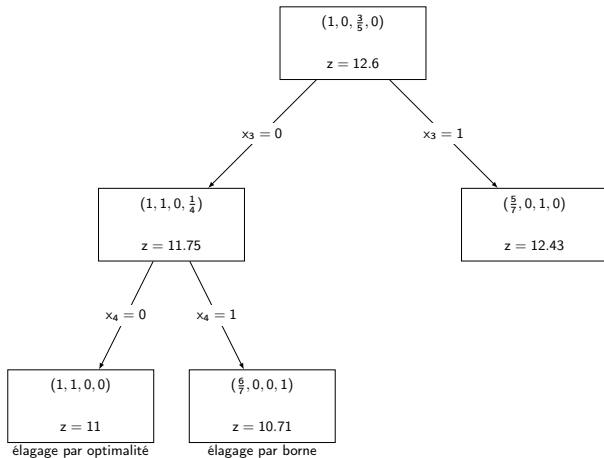 (1, 0, 3/5, 0)
z = 12.6
x₃ = 0
x₃ = 1
(1, 1, 0, 1/4)
z = 11.75
(5/7, 0, 1, 0)
z = 12.43
x₄ = 0
x₄ = 1
(1, 1, 0, 0)
z = 11
(6/7, 0, 0, 1)
z = 10.71
élagage par optimalité
élagage par borne